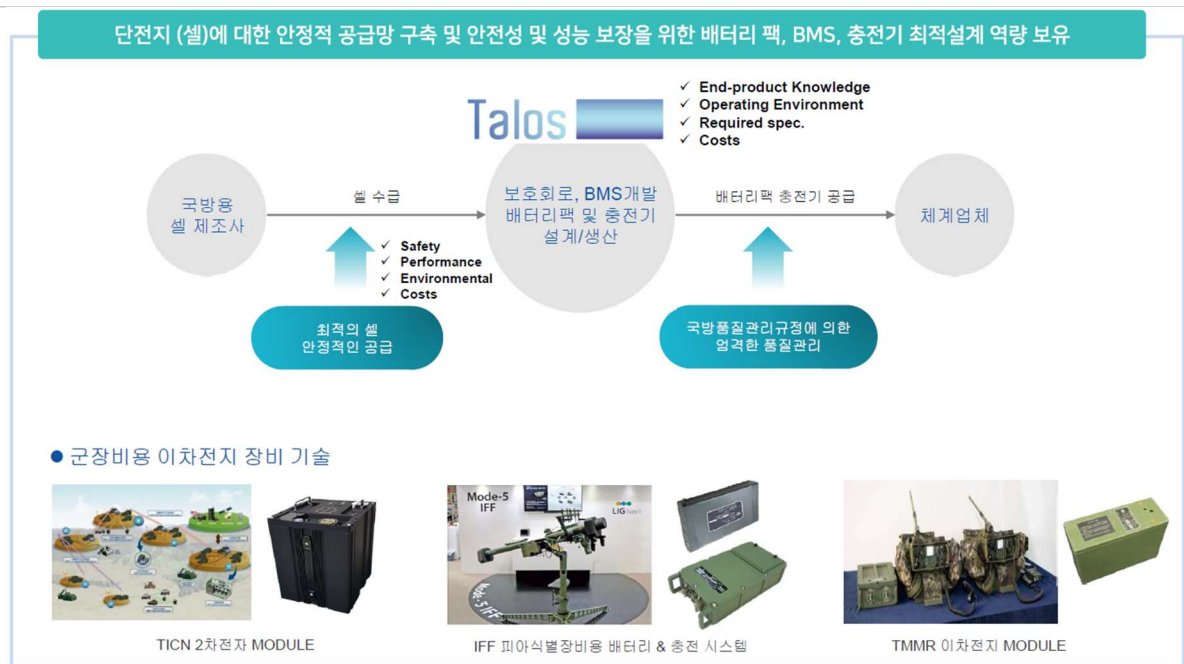 단전지 (셀)에 대한 안정적 공급망 구축 및 안전성 및 성능 보장을 위한 배터리 팩, BMS, 충전기 최적설계 역량 보유
Talos
✓ End-product Knowledge
✓ Operating Environment
✓ Required spec.
✓ Costs
국방용
셀 제조사
셀 수급
보호회로, BMS개발
배터리팩 및 충전기
설계/생산
배터리팩 충전기 공급
체계업체
✓ Safety
✓ Performance
✓ Environmental
✓ Costs
최적의 셀
안정적인 공급
국방품질관리규정에 의한
엄격한 품질관리
● 군장비용 이차전지 장비 기술
Mode-5
IFF
LIG Nex1
Mode-5 IFF
TICN 2차전자 MODULE
IFF 피아식별장비용 배터리 & 충전 시스템
TMMR 이차전지 MODULE